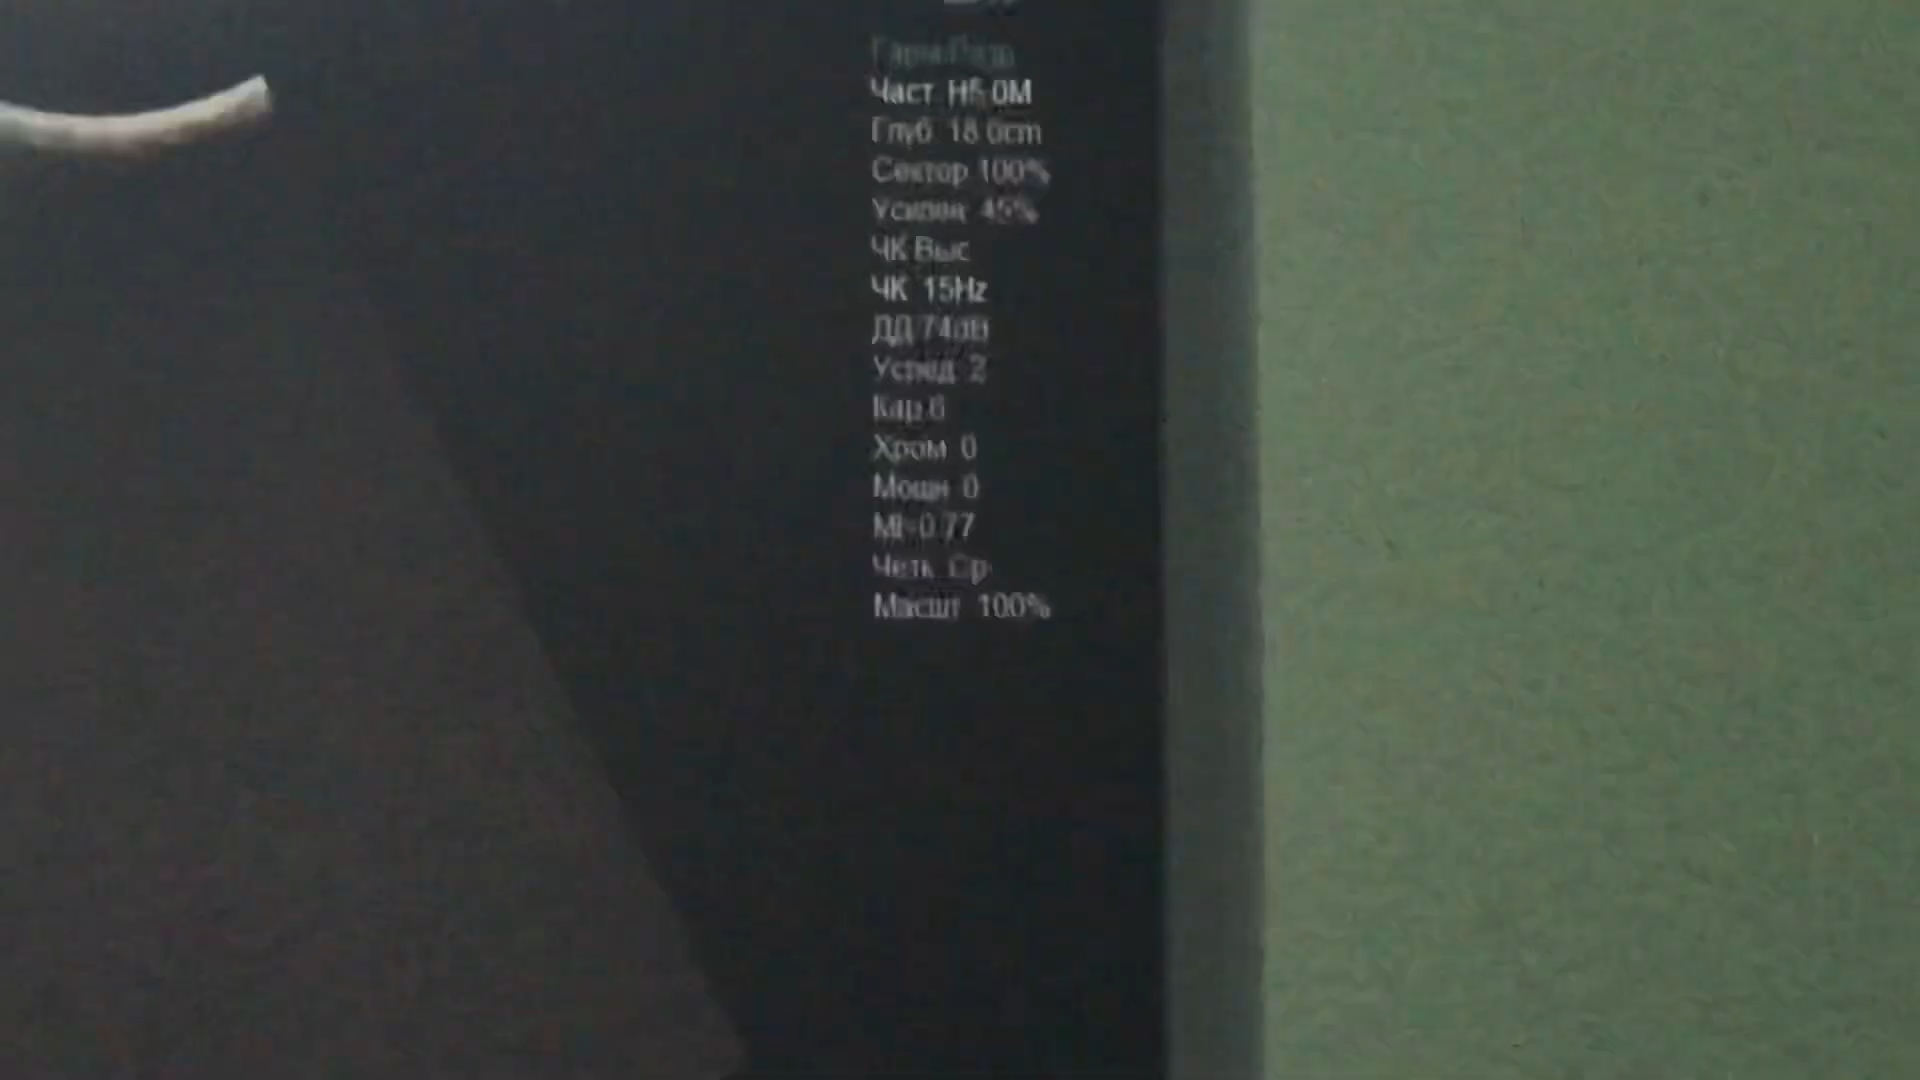 Част H5.0M
Глуб 18.0cm
Сектор 100%
Усилен 45%
ЧК Выс
ЧК 15Hz
ДД 74dB
Усред 2
Кар 6
Хром 0
Мощн 0
MI 0.77
Четк Ср
Масшт 100%